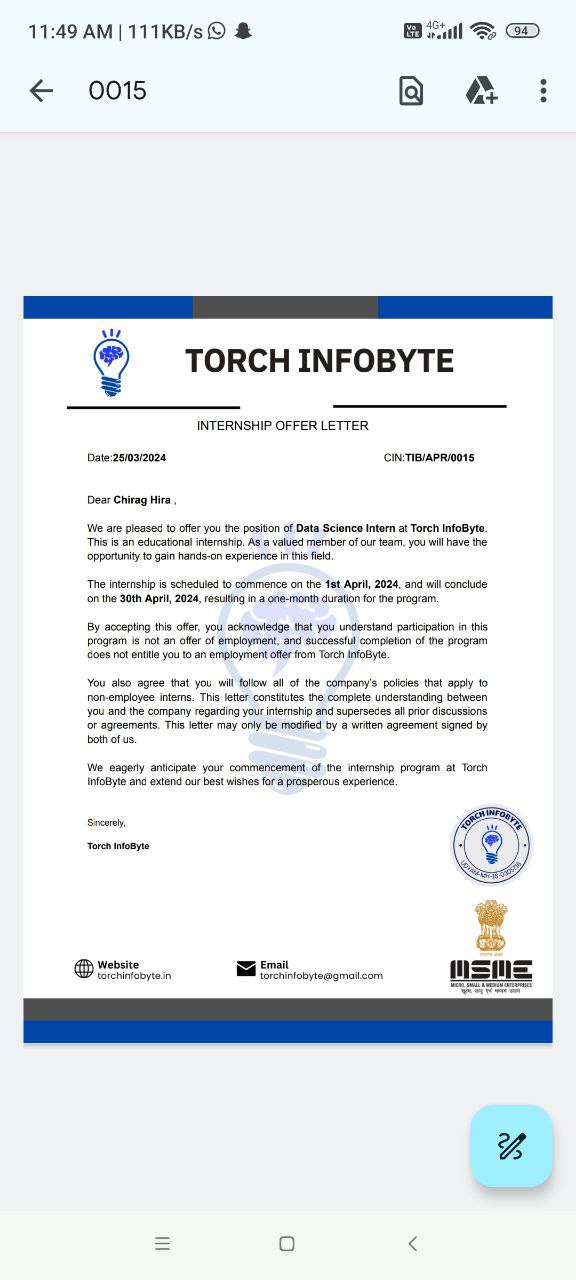 11:49 AM | 111KB/s
Vo LTE 4G+ 94
0015
TORCH INFOBYTE
INTERNSHIP OFFER LETTER
Date:25/03/2024 CIN:TIB/APR/0015
Dear Chirag Hira ,
We are pleased to offer you the position of Data Science Intern at Torch InfoByte.
This is an educational internship. As a valued member of our team, you will have the
opportunity to gain hands-on experience in this field.
The internship is scheduled to commence on the 1st April, 2024, and will conclude
on the 30th April, 2024, resulting in a one-month duration for the program.
By accepting this offer, you acknowledge that you understand participation in this
program is not an offer of employment, and successful completion of the program
does not entitle you to an employment offer from Torch InfoByte.
You also agree that you will follow all of the company's policies that apply to
non-employee interns. This letter constitutes the complete understanding between
you and the company regarding your internship and supersedes all prior discussions
or agreements. This letter may only be modified by a written agreement signed by
both of us.
We eagerly anticipate your commencement of the internship program at Torch
InfoByte and extend our best wishes for a prosperous experience.
Sincerely,
Torch InfoByte
TORCH INFOBYTE
Website
torchinfobyte.in
Email
torchinfobyte@gmail.com
MSME
MICRO, SMALL & MEDIUM ENTERPRISES
सूक्ष्म, लघु एवं मध्यम उद्यम